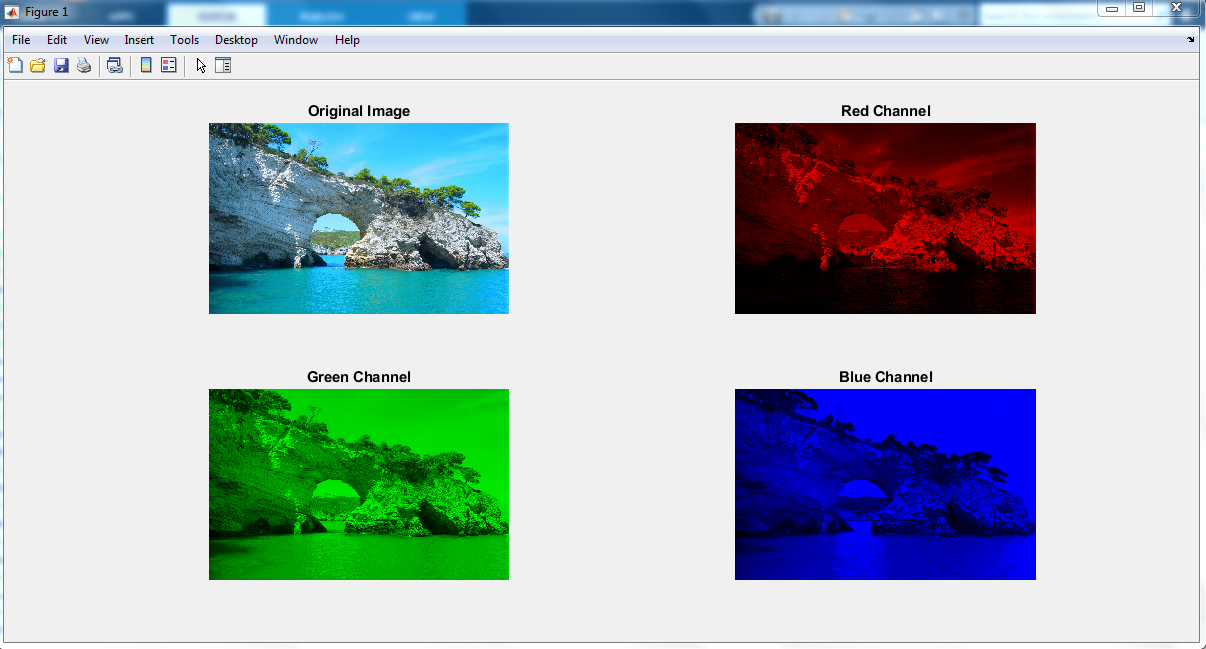 Figure 1
File Edit View Insert Tools Desktop Window Help
Original Image
Red Channel
Green Channel
Blue Channel